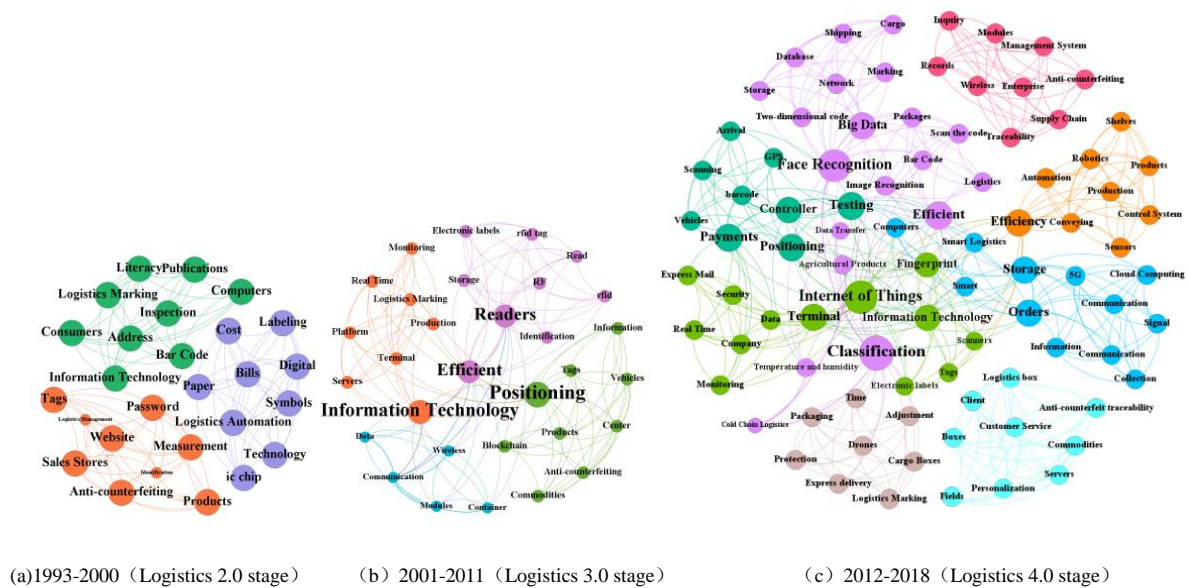 Literacy
Publications
Logistics Marking
Computers
Inspection
Consumers
Address
Bar Code
Information Technology
Cost
Labeling
Bills
Digital
Paper
Symbols
Logistics Automation
Technology
ic chip
Tags
Password
Logistics Management
Website
Measurement
Sales Stores
Identification
Anti-counterfeiting
Products
Electronic labels
rfid tag
Monitoring
Read
Real Time
Storage
RF
Logistics Marking
rfid
Readers
Production
Platform
Identification
Information
Terminal
Efficient
Tags
Vehicles
Servers
Positioning
Information Technology
Center
Data
Wireless
Products
Blockchain
Communication
Anti-counterfeiting
Commodities
Modules
Container
Cargo
Shipping
Database
Marking
Network
Storage
Two-dimensional code
Packages
Big Data
Scan the code
Face Recognition
Bar Code
Image Recognition
Logistics
Efficient
Data Transfer
Agricultural Products
Classification
Temperature and humidity
Cold Chain Logistics
Inquiry
Modules
Management System
Records
Wireless
Enterprise
Anti-counterfeiting
Supply Chain
Traceability
Arrival
GPS
Scanning
barcode
Controller
Testing
Vehicles
Payments
Positioning
Shelves
Robotics
Products
Automation
Production
Efficiency
Conveying
Control System
Sensors
Computers
Smart Logistics
Storage
5G
Cloud Computing
Smart
Orders
Communication
Signal
Information
Communication
Collection
Express Mail
Security
Fingerprint
Internet of Things
Data
Terminal
Information Technology
Real Time
Company
Scanners
Monitoring
Tags
Electronic labels
Time
Packaging
Adjustment
Drones
Protection
Cargo Boxes
Express delivery
Logistics Marking
Logistics box
Client
Anti-counterfeit traceability
Customer Service
Boxes
Commodities
Servers
Personalization
Fields
(a)1993-2000（Logistics 2.0 stage）
（b）2001-2011（Logistics 3.0 stage）
（c）2012-2018（Logistics 4.0 stage）